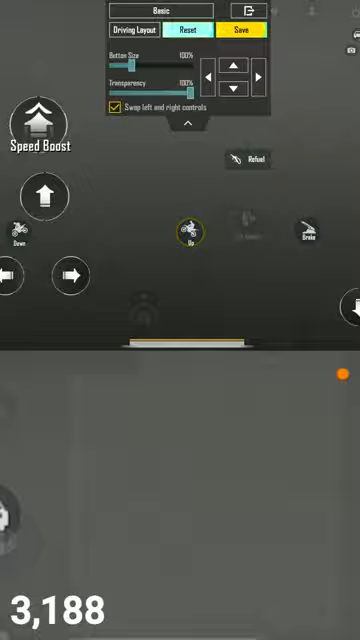 Basic
Driving Layout Reset Save
Button Size 100%
Transparency 100%
Swap left and right controls
Speed Boost
Refuel
Down
Up
Brake
3,188